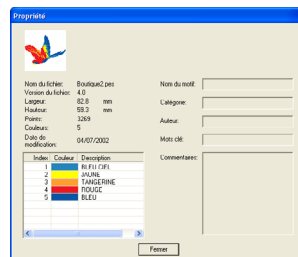 Propriété
Nom du fichier: Boutique2.pes
Version du fichier: 4.0
Largeur: 82.8 mm
Hauteur: 59.3 mm
Points: 3269
Couleurs: 5
Date de modification: 04/07/2002
Nom du motif:
Catégorie:
Auteur:
Mots clé:
Commentaires:
Index Couleur Description
1 BLEU CIEL
2 JAUNE
3 TANGERINE
4 ROUGE
5 BLEU
Fermer